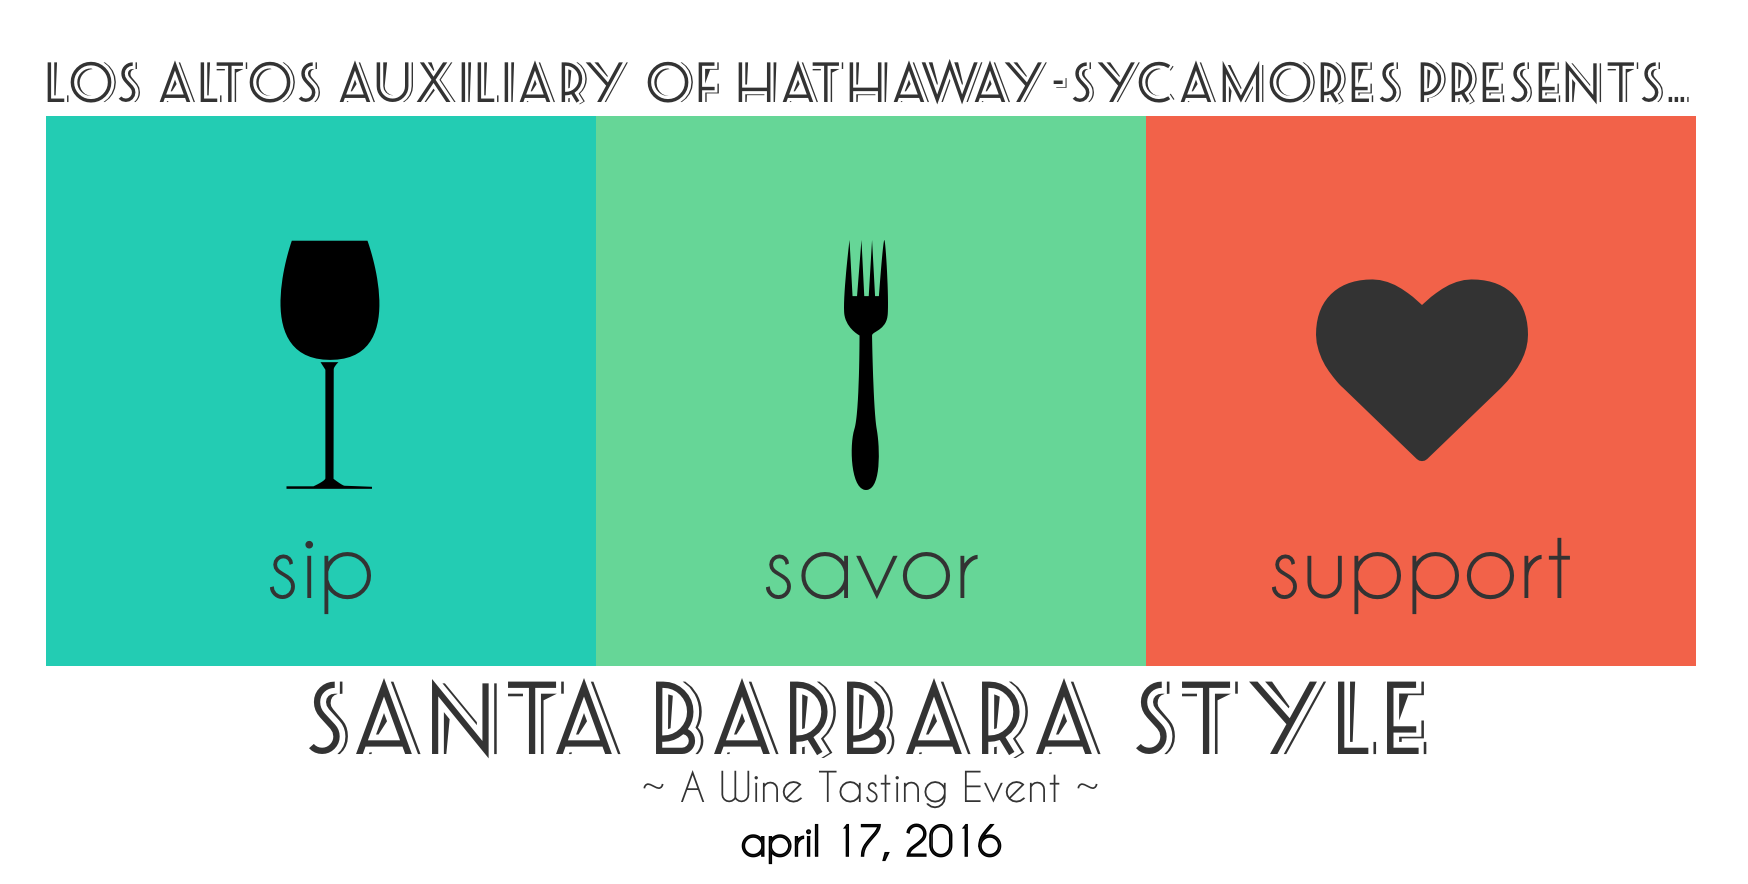 LOS ALTOS AUXILIARY OF HATHAWAY-SYCAMORES PRESENTS...
sip savor support
SANTA BARBARA STYLE
~ A Wine Tasting Event ~
april 17, 2016